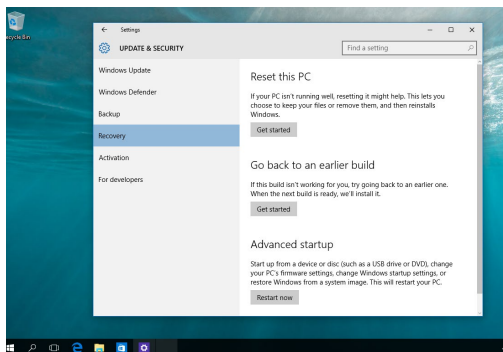 Recycle Bin
Settings
UPDATE & SECURITY
Find a setting
Windows Update
Windows Defender
Backup
Recovery
Activation
For developers
Reset this PC
If your PC isn't running well, resetting it might help. This lets you
choose to keep your files or remove them, and then reinstalls
Windows.
Get started
Go back to an earlier build
If this build isn't working for you, try going back to an earlier one.
When the next build is ready, we'll install it.
Get started
Advanced startup
Start up from a device or disc (such as a USB drive or DVD), change
your PC's firmware settings, change Windows startup settings, or
restore Windows from a system image. This will restart your PC.
Restart now